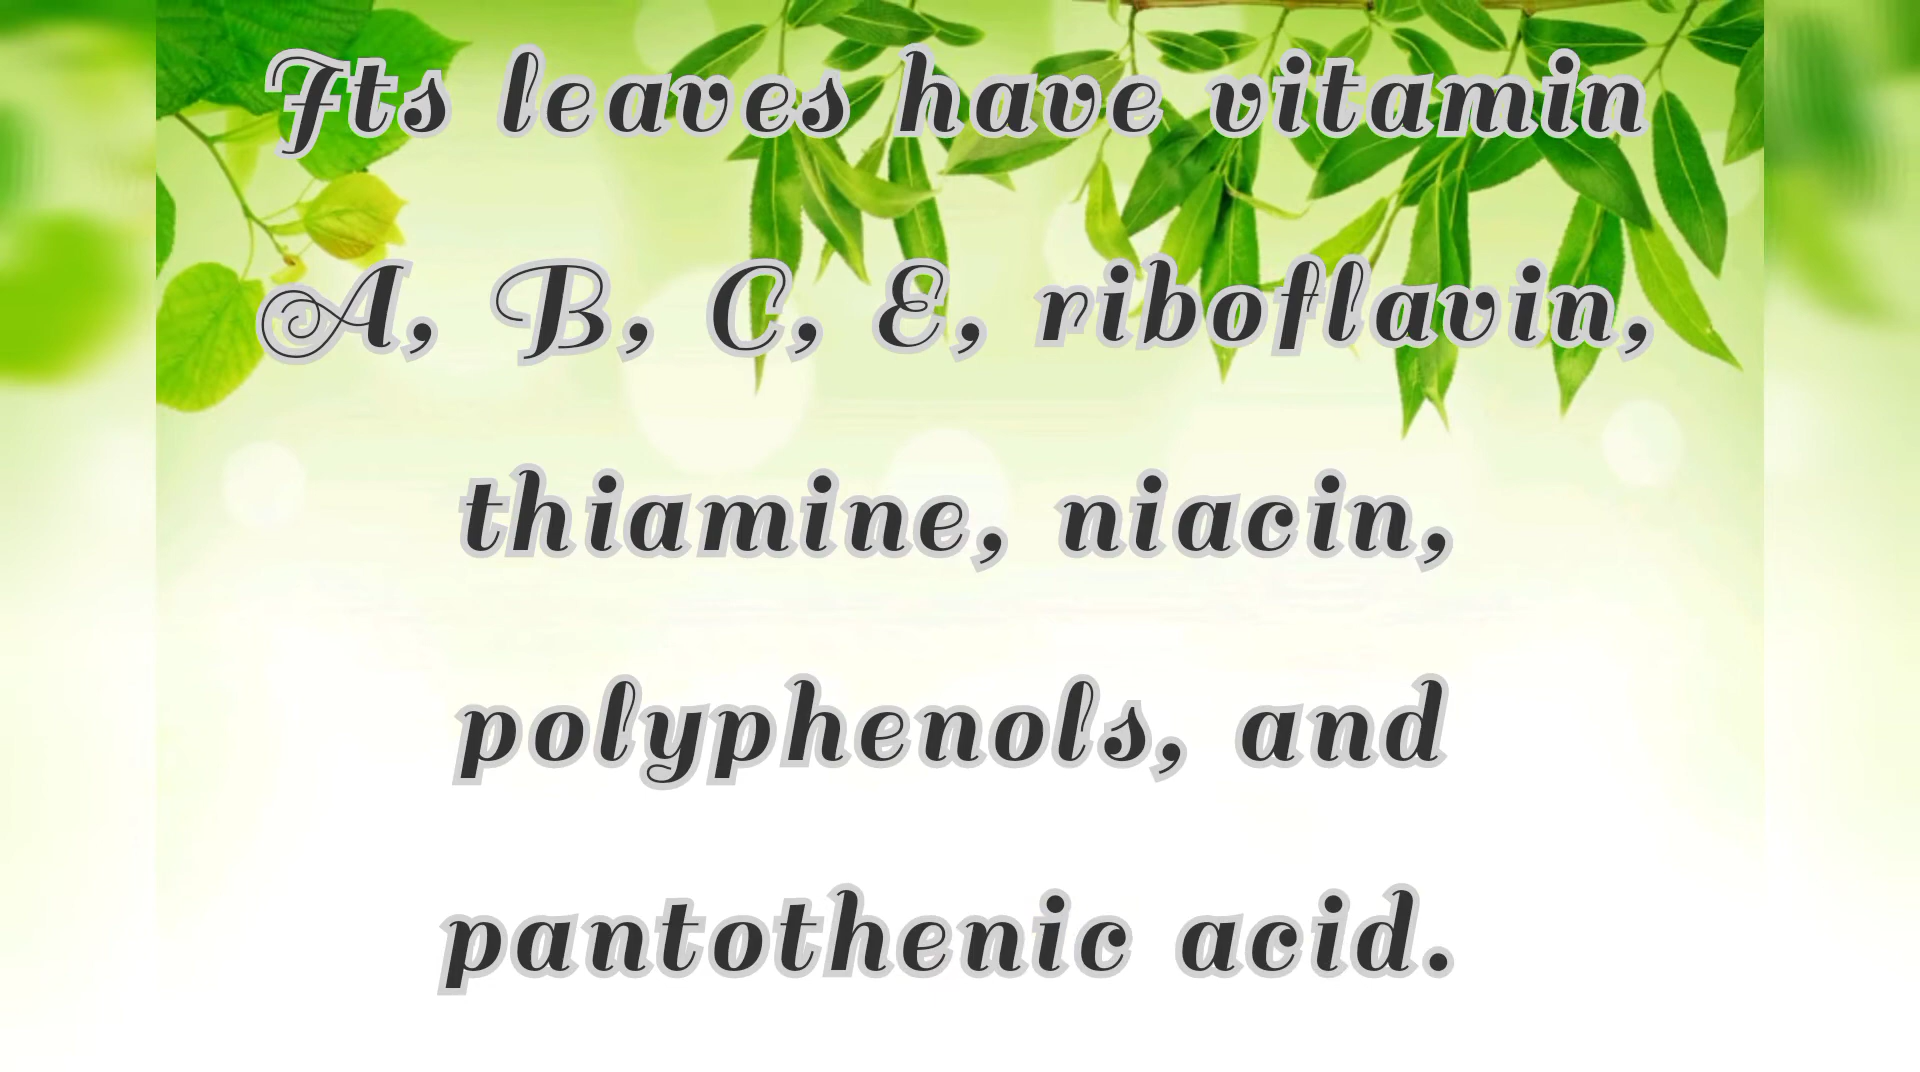 Its leaves have vitamin
A, B, C, E, riboflavin,
thiamine, niacin,
polyphenols, and
pantothenic acid.